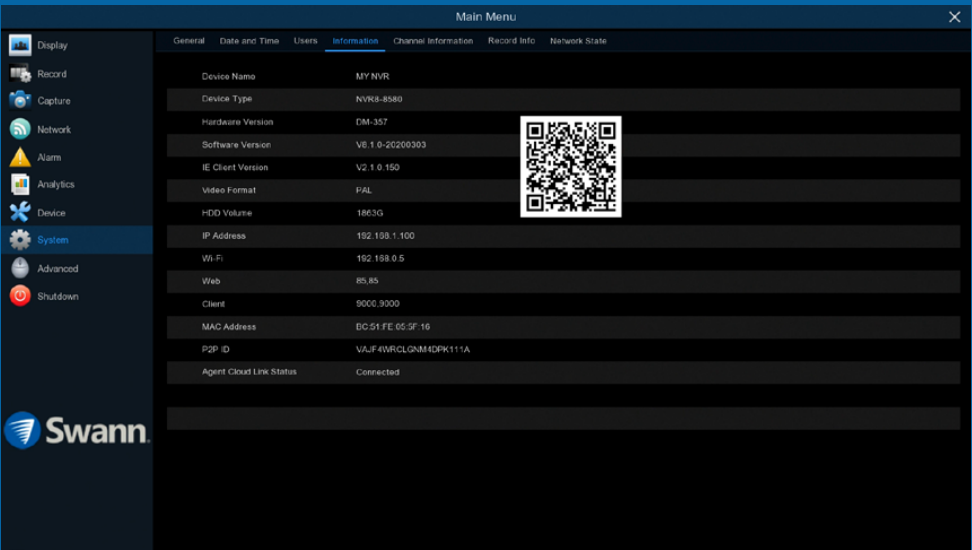 Main Menu
Display
Record
Capture
Network
Alarm
Analytics
Device
System
Advanced
Shutdown
Swann
General Date and Time Users Information Channel Information Record Info Network State
Device Name MY NVR
Device Type NVR8-8580
Hardware Version DM-357
Software Version V8.1.0-20200303
IE Client Version V2.1.0.150
Video Format PAL
HDD Volume 1863G
IP Address 192.168.1.100
Wi-Fi 192.168.0.5
Web 85,85
Client 9000,9000
MAC Address BC:51:FE:05:5F:16
P2P ID VAJF4WRCLGNM4DPK111A
Agent Cloud Link Status Connected